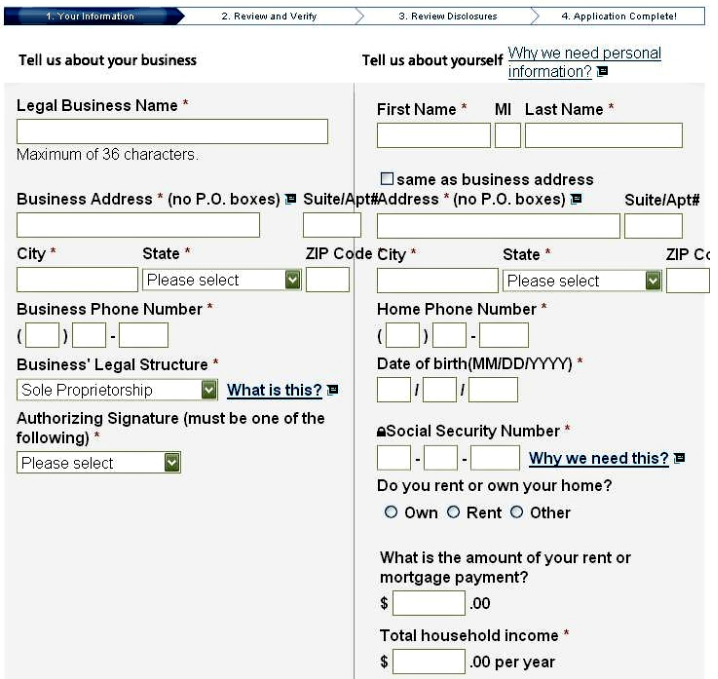 1. Your Information 2. Review and Verify 3. Review Disclosures 4. Application Complete!
Tell us about your business
Legal Business Name *
Maximum of 36 characters.
Business Address * (no P.O. boxes) Suite/Apt#
City * State * ZIP Code
Please select
Business Phone Number *
( ) -
Business' Legal Structure *
Sole Proprietorship What is this?
Authorizing Signature (must be one of the
following) *
Please select
Tell us about yourself Why we need personal
information?
First Name * MI Last Name *
same as business address
Address * (no P.O. boxes) Suite/Apt#
City * State * ZIP Co
Please select
Home Phone Number *
( ) -
Date of birth(MM/DD/YYYY) *
/ /
Social Security Number *
- - Why we need this?
Do you rent or own your home?
Own Rent Other
What is the amount of your rent or
mortgage payment?
$ .00
Total household income *
$ .00 per year